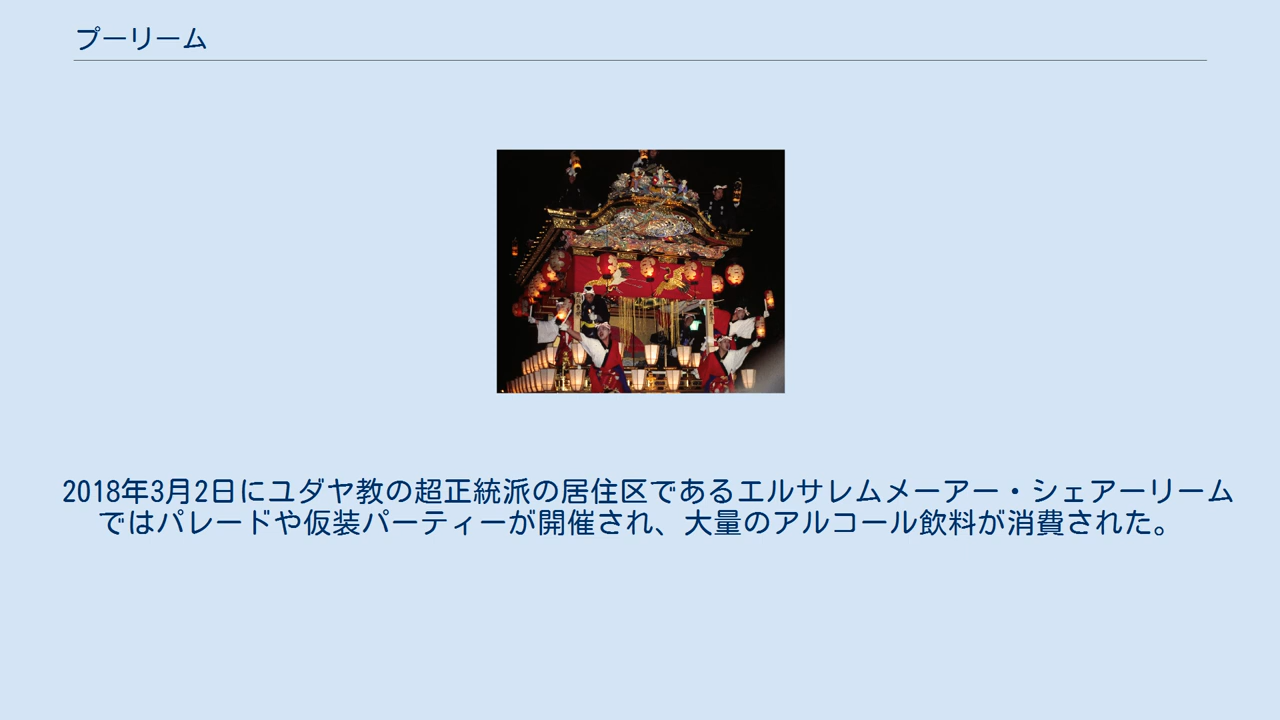 プーリーム
2018年3月2日にユダヤ教の超正統派の居住区であるエルサレムメーアー・シェアーリーム
ではパレードや仮装パーティーが開催され、大量のアルコール飲料が消費された。